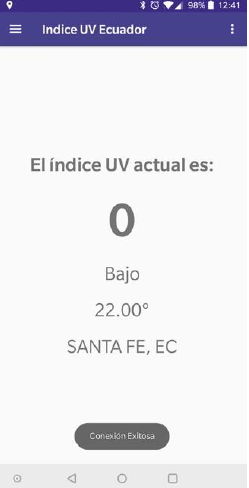 98% 12:41
Indice UV Ecuador
El índice UV actual es:
0
Bajo
22.00°
SANTA FE, EC
Conexión Exitosa